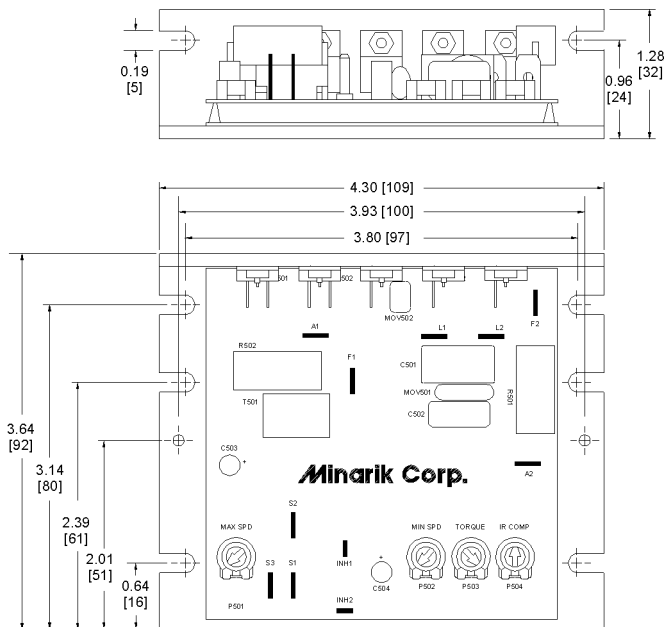 0.19
[5]
1.28
[32]
0.96
[24]
4.30 [109]
3.93 [100]
3.80 [97]
501
502
MOV502
A1
L1
L2
F2
R502
F1
C501
MOV501
R501
T501
C502
3.64
[92]
C503
+
Minarik Corp.
A2
3.14
[80]
S2
MAX SPD
MIN SPD
TORQUE
IR COMP
2.39
[61]
2.01
[51]
S3
S1
INH1
+
C504
P502
P503
P504
0.64
[16]
P501
INH2